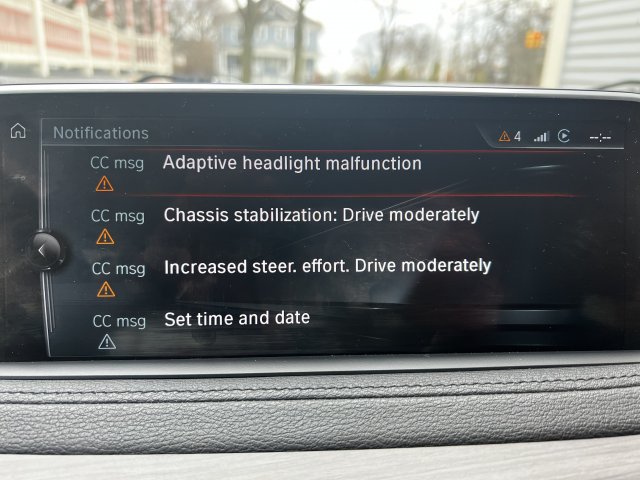 Notifications
4
--:--
CC msg Adaptive headlight malfunction
CC msg Chassis stabilization: Drive moderately
CC msg Increased steer. effort. Drive moderately
CC msg Set time and date